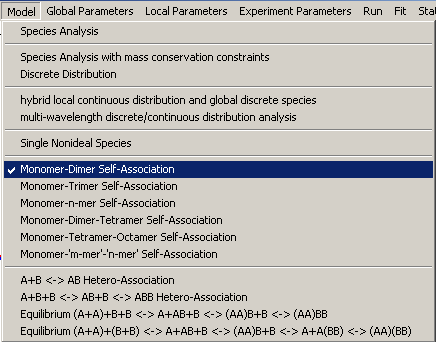 Model Global Parameters Local Parameters Experiment Parameters Run Fit Sta
Species Analysis
Species Analysis with mass conservation constraints
Discrete Distribution
hybrid local continuous distribution and global discrete species
multi-wavelength discrete/continuous distribution analysis
Single Nonideal Species
Monomer-Dimer Self-Association
Monomer-Trimer Self-Association
Monomer-n-mer Self-Association
Monomer-Dimer-Tetramer Self-Association
Monomer-Tetramer-Octamer Self-Association
Monomer-'m-mer'-'n-mer' Self-Association
A+B <-> AB Hetero-Association
A+B+B <-> AB+B <-> ABB Hetero-Association
Equilibrium (A+A)+B+B <-> A+AB+B <-> (AA)B+B <-> (AA)BB
Equilibrium (A+A)+(B+B) <-> A+AB+B <-> (AA)B+B <-> A+A(BB) <-> (AA)(BB)